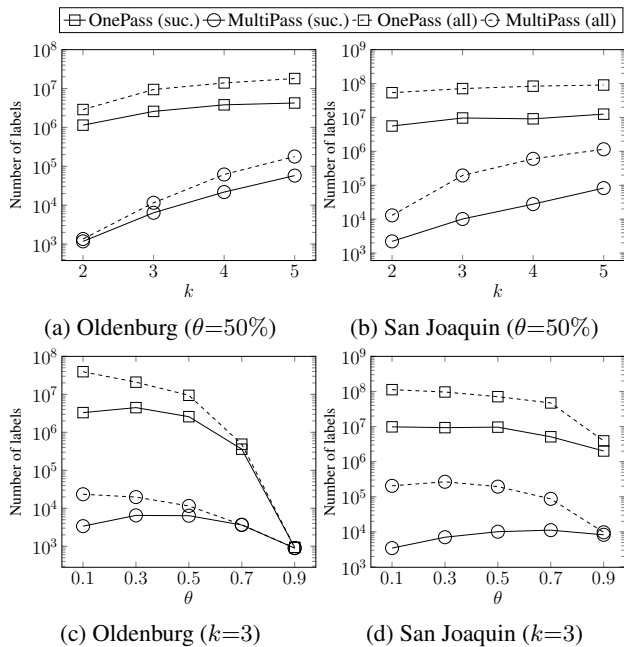 OnePass (suc.) MultiPass (suc.) OnePass (all) MultiPass (all)
10^8
10^7
10^6
10^5
10^4
10^3
Number of labels
2 3 4 5
k
(a) Oldenburg (θ=50%)
10^9
10^8
10^7
10^6
10^5
10^4
10^3
Number of labels
2 3 4 5
k
(b) San Joaquin (θ=50%)
10^8
10^7
10^6
10^5
10^4
10^3
Number of labels
0.1 0.3 0.5 0.7 0.9
θ
(c) Oldenburg (k=3)
10^9
10^8
10^7
10^6
10^5
10^4
10^3
Number of labels
0.1 0.3 0.5 0.7 0.9
θ
(d) San Joaquin (k=3)